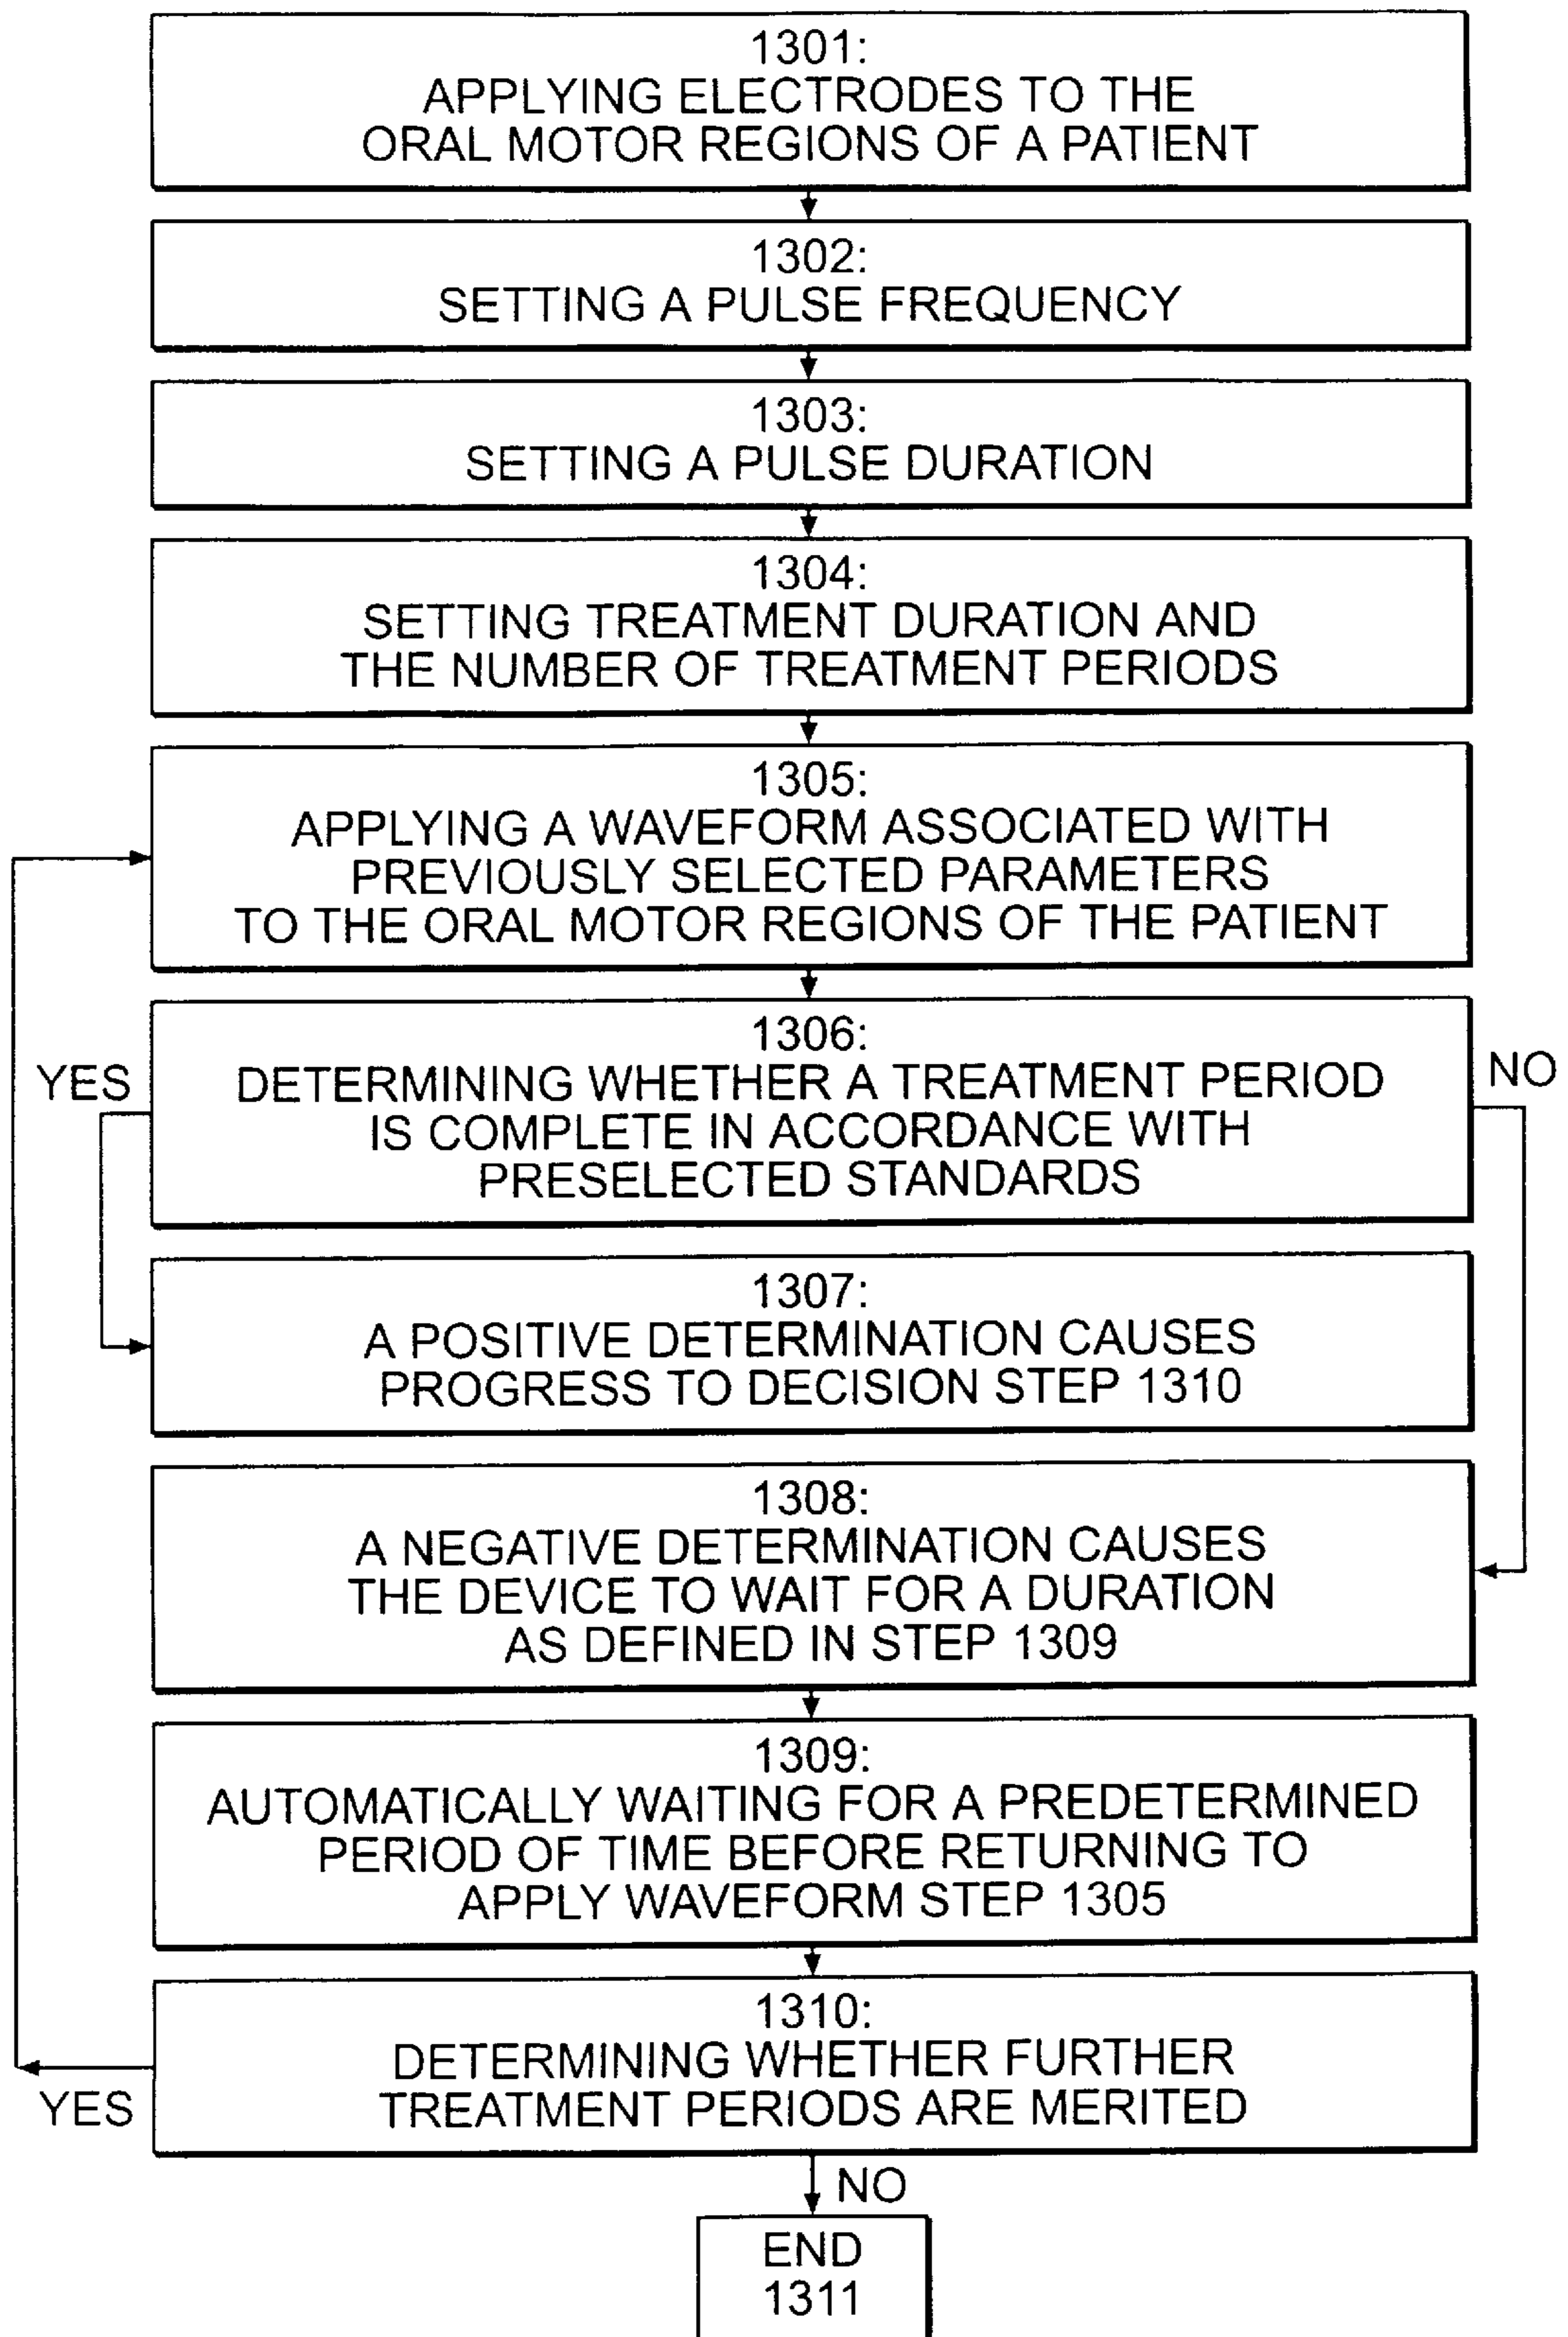 1301:
APPLYING ELECTRODES TO THE
ORAL MOTOR REGIONS OF A PATIENT
1302:
SETTING A PULSE FREQUENCY
1303:
SETTING A PULSE DURATION
1304:
SETTING TREATMENT DURATION AND
THE NUMBER OF TREATMENT PERIODS
1305:
APPLYING A WAVEFORM ASSOCIATED WITH
PREVIOUSLY SELECTED PARAMETERS
TO THE ORAL MOTOR REGIONS OF THE PATIENT
YES
1306:
DETERMINING WHETHER A TREATMENT PERIOD
IS COMPLETE IN ACCORDANCE WITH
PRESELECTED STANDARDS
NO
1307:
A POSITIVE DETERMINATION CAUSES
PROGRESS TO DECISION STEP 1310
1308:
A NEGATIVE DETERMINATION CAUSES
THE DEVICE TO WAIT FOR A DURATION
AS DEFINED IN STEP 1309
1309:
AUTOMATICALLY WAITING FOR A PREDETERMINED
PERIOD OF TIME BEFORE RETURNING TO
APPLY WAVEFORM STEP 1305
1310:
DETERMINING WHETHER FURTHER
TREATMENT PERIODS ARE MERITED
YES
NO
END
1311